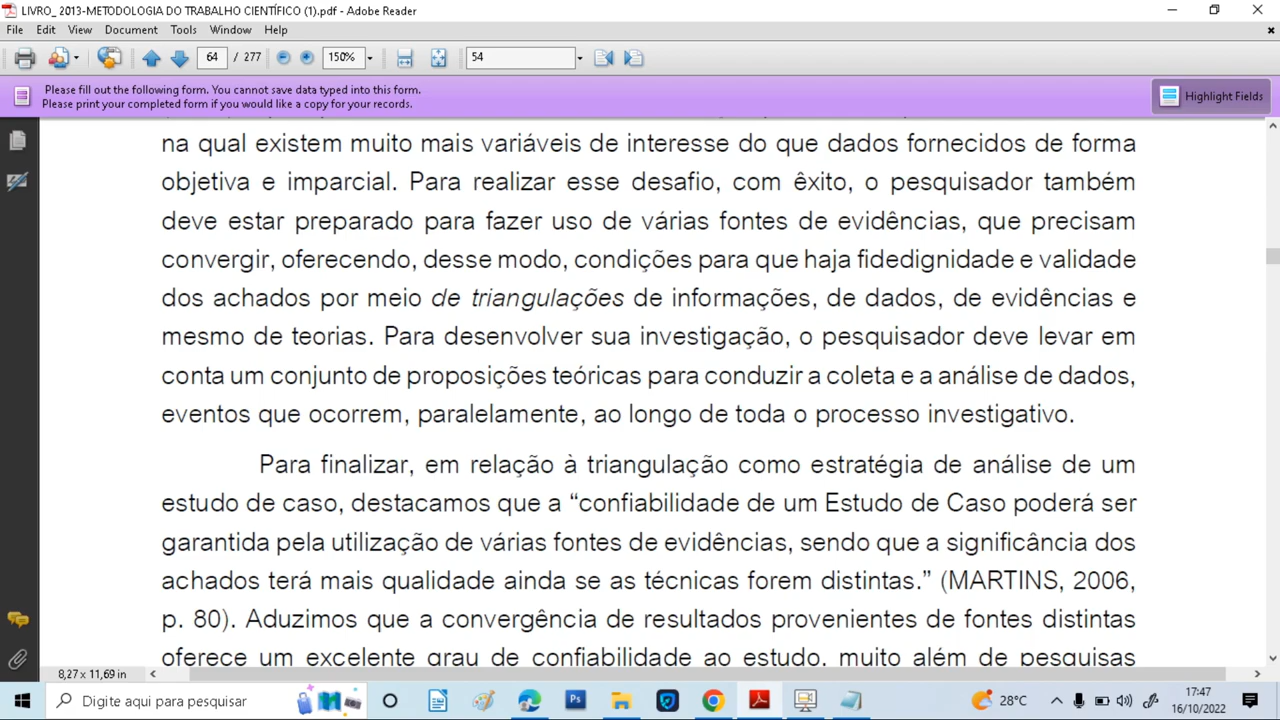 LIVRO_ 2013-METODOLOGIA DO TRABALHO CIENTÍFICO (1).pdf - Adobe Reader
File Edit View Document Tools Window Help
64 / 277 150% 54
Please fill out the following form. You cannot save data typed into this form.
Please print your completed form if you would like a copy for your records.
Highlight Fields
na qual existem muito mais variáveis de interesse do que dados fornecidos de forma
objetiva e imparcial. Para realizar esse desafio, com êxito, o pesquisador também
deve estar preparado para fazer uso de várias fontes de evidências, que precisam
convergir, oferecendo, desse modo, condições para que haja fidedignidade e validade
dos achados por meio de triangulações de informações, de dados, de evidências e
mesmo de teorias. Para desenvolver sua investigação, o pesquisador deve levar em
conta um conjunto de proposições teóricas para conduzir a coleta e a análise de dados,
eventos que ocorrem, paralelamente, ao longo de toda o processo investigativo.
Para finalizar, em relação à triangulação como estratégia de análise de um
estudo de caso, destacamos que a “confiabilidade de um Estudo de Caso poderá ser
garantida pela utilização de várias fontes de evidências, sendo que a significância dos
achados terá mais qualidade ainda se as técnicas forem distintas.” (MARTINS, 2006,
p. 80). Aduzimos que a convergência de resultados provenientes de fontes distintas
oferece um excelente grau de confiabilidade ao estudo, muito além de pesquisas
8,27 x 11,69 in
Digite aqui para pesquisar
Ps
28°C
17:47
16/10/2022